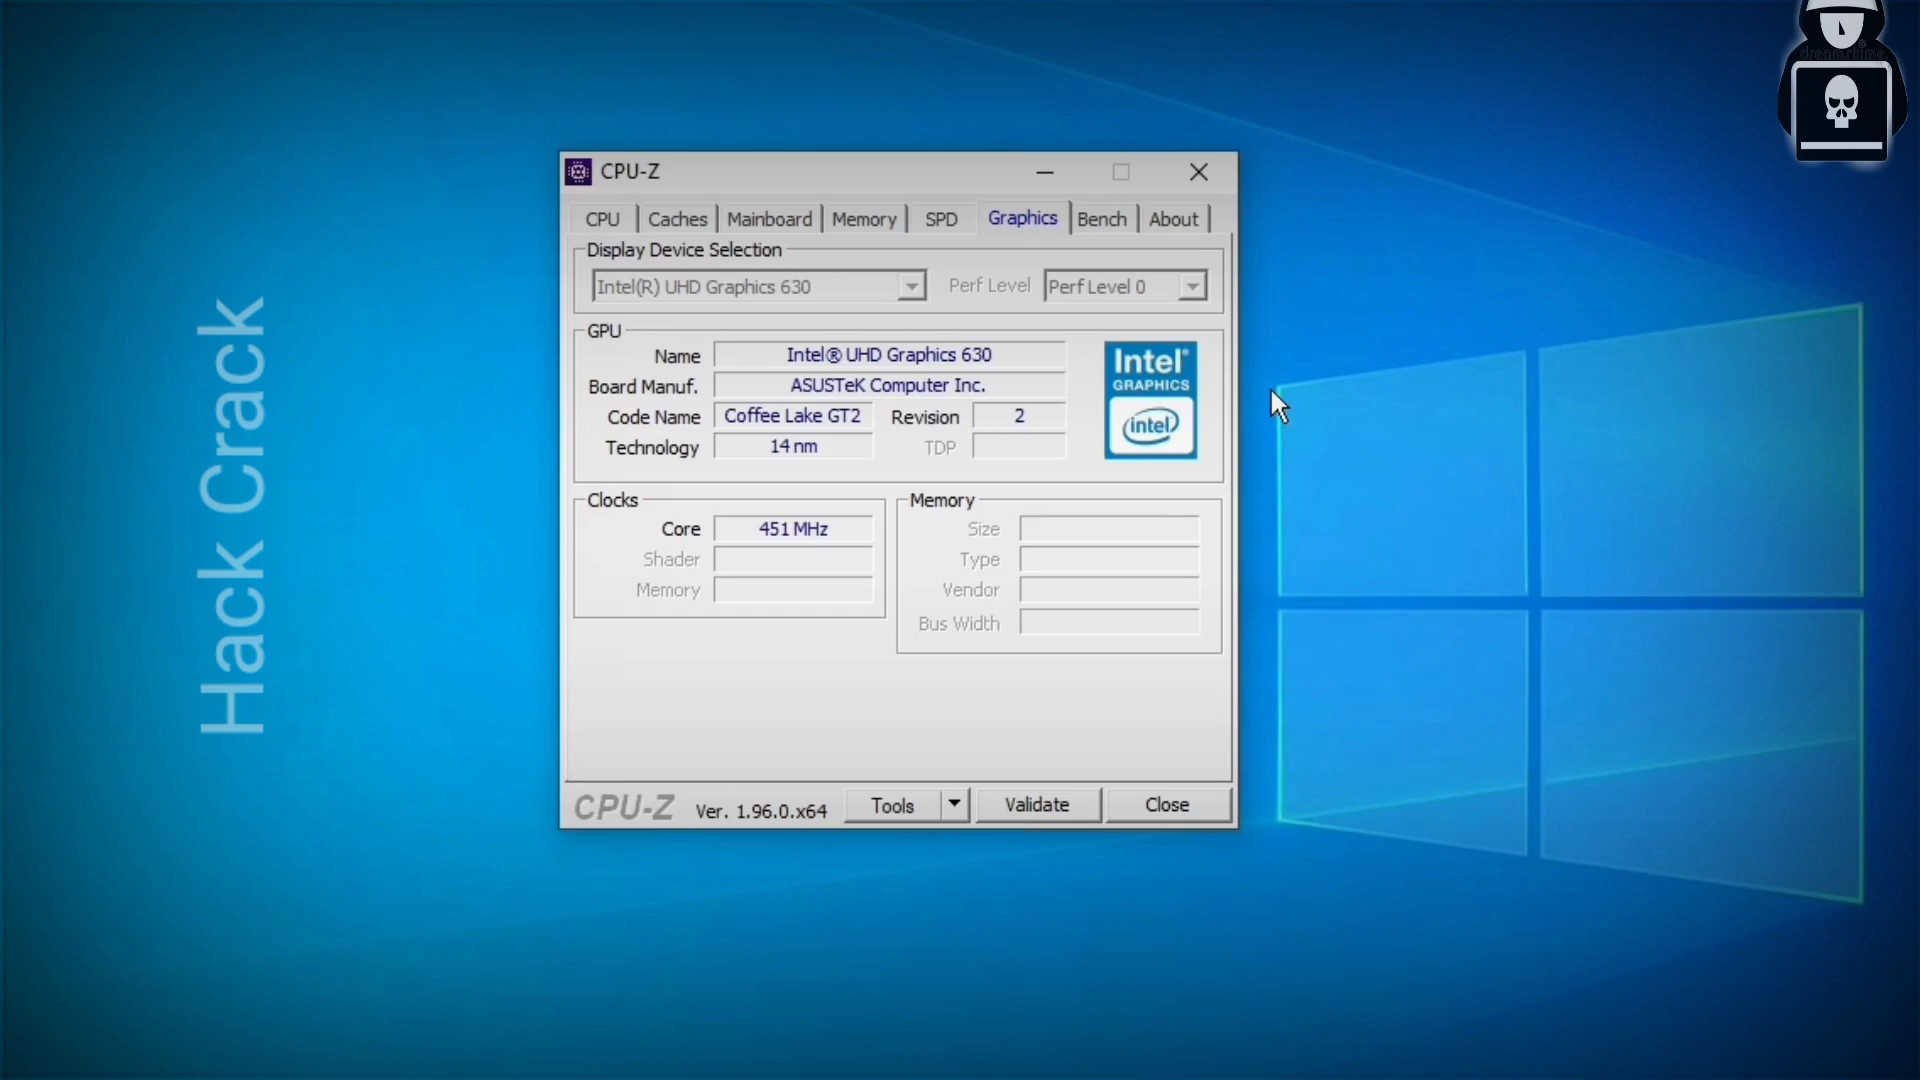 dreamstime
Hack Crack
CPU-Z
CPU Caches Mainboard Memory SPD Graphics Bench About
Display Device Selection
Intel(R) UHD Graphics 630 Perf Level Perf Level 0
GPU
Name Intel® UHD Graphics 630
Board Manuf. ASUSTeK Computer Inc.
Code Name Coffee Lake GT2 Revision 2
Technology 14 nm TDP
Intel®
GRAPHICS
intel
Clocks
Core 451 MHz
Shader
Memory
Memory
Size
Type
Vendor
Bus Width
CPU-Z Ver. 1.96.0.x64 Tools Validate Close